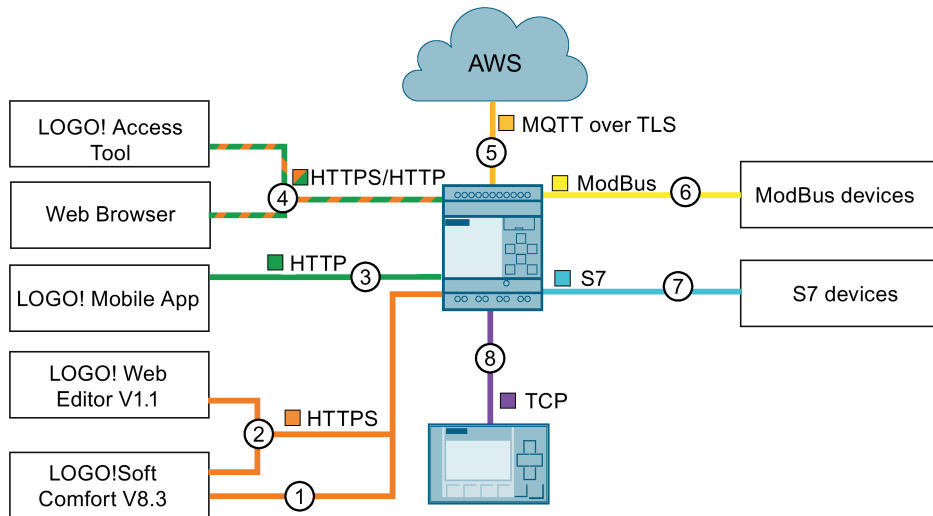 AWS
MQTT over TLS
5
LOGO! Access
Tool
HTTPS/HTTP
4
Web Browser
ModBus
6
ModBus devices
HTTP
3
LOGO! Mobile App
S7
7
S7 devices
8
LOGO! Web
Editor V1.1
TCP
2
HTTPS
LOGO!Soft
Comfort V8.3
1